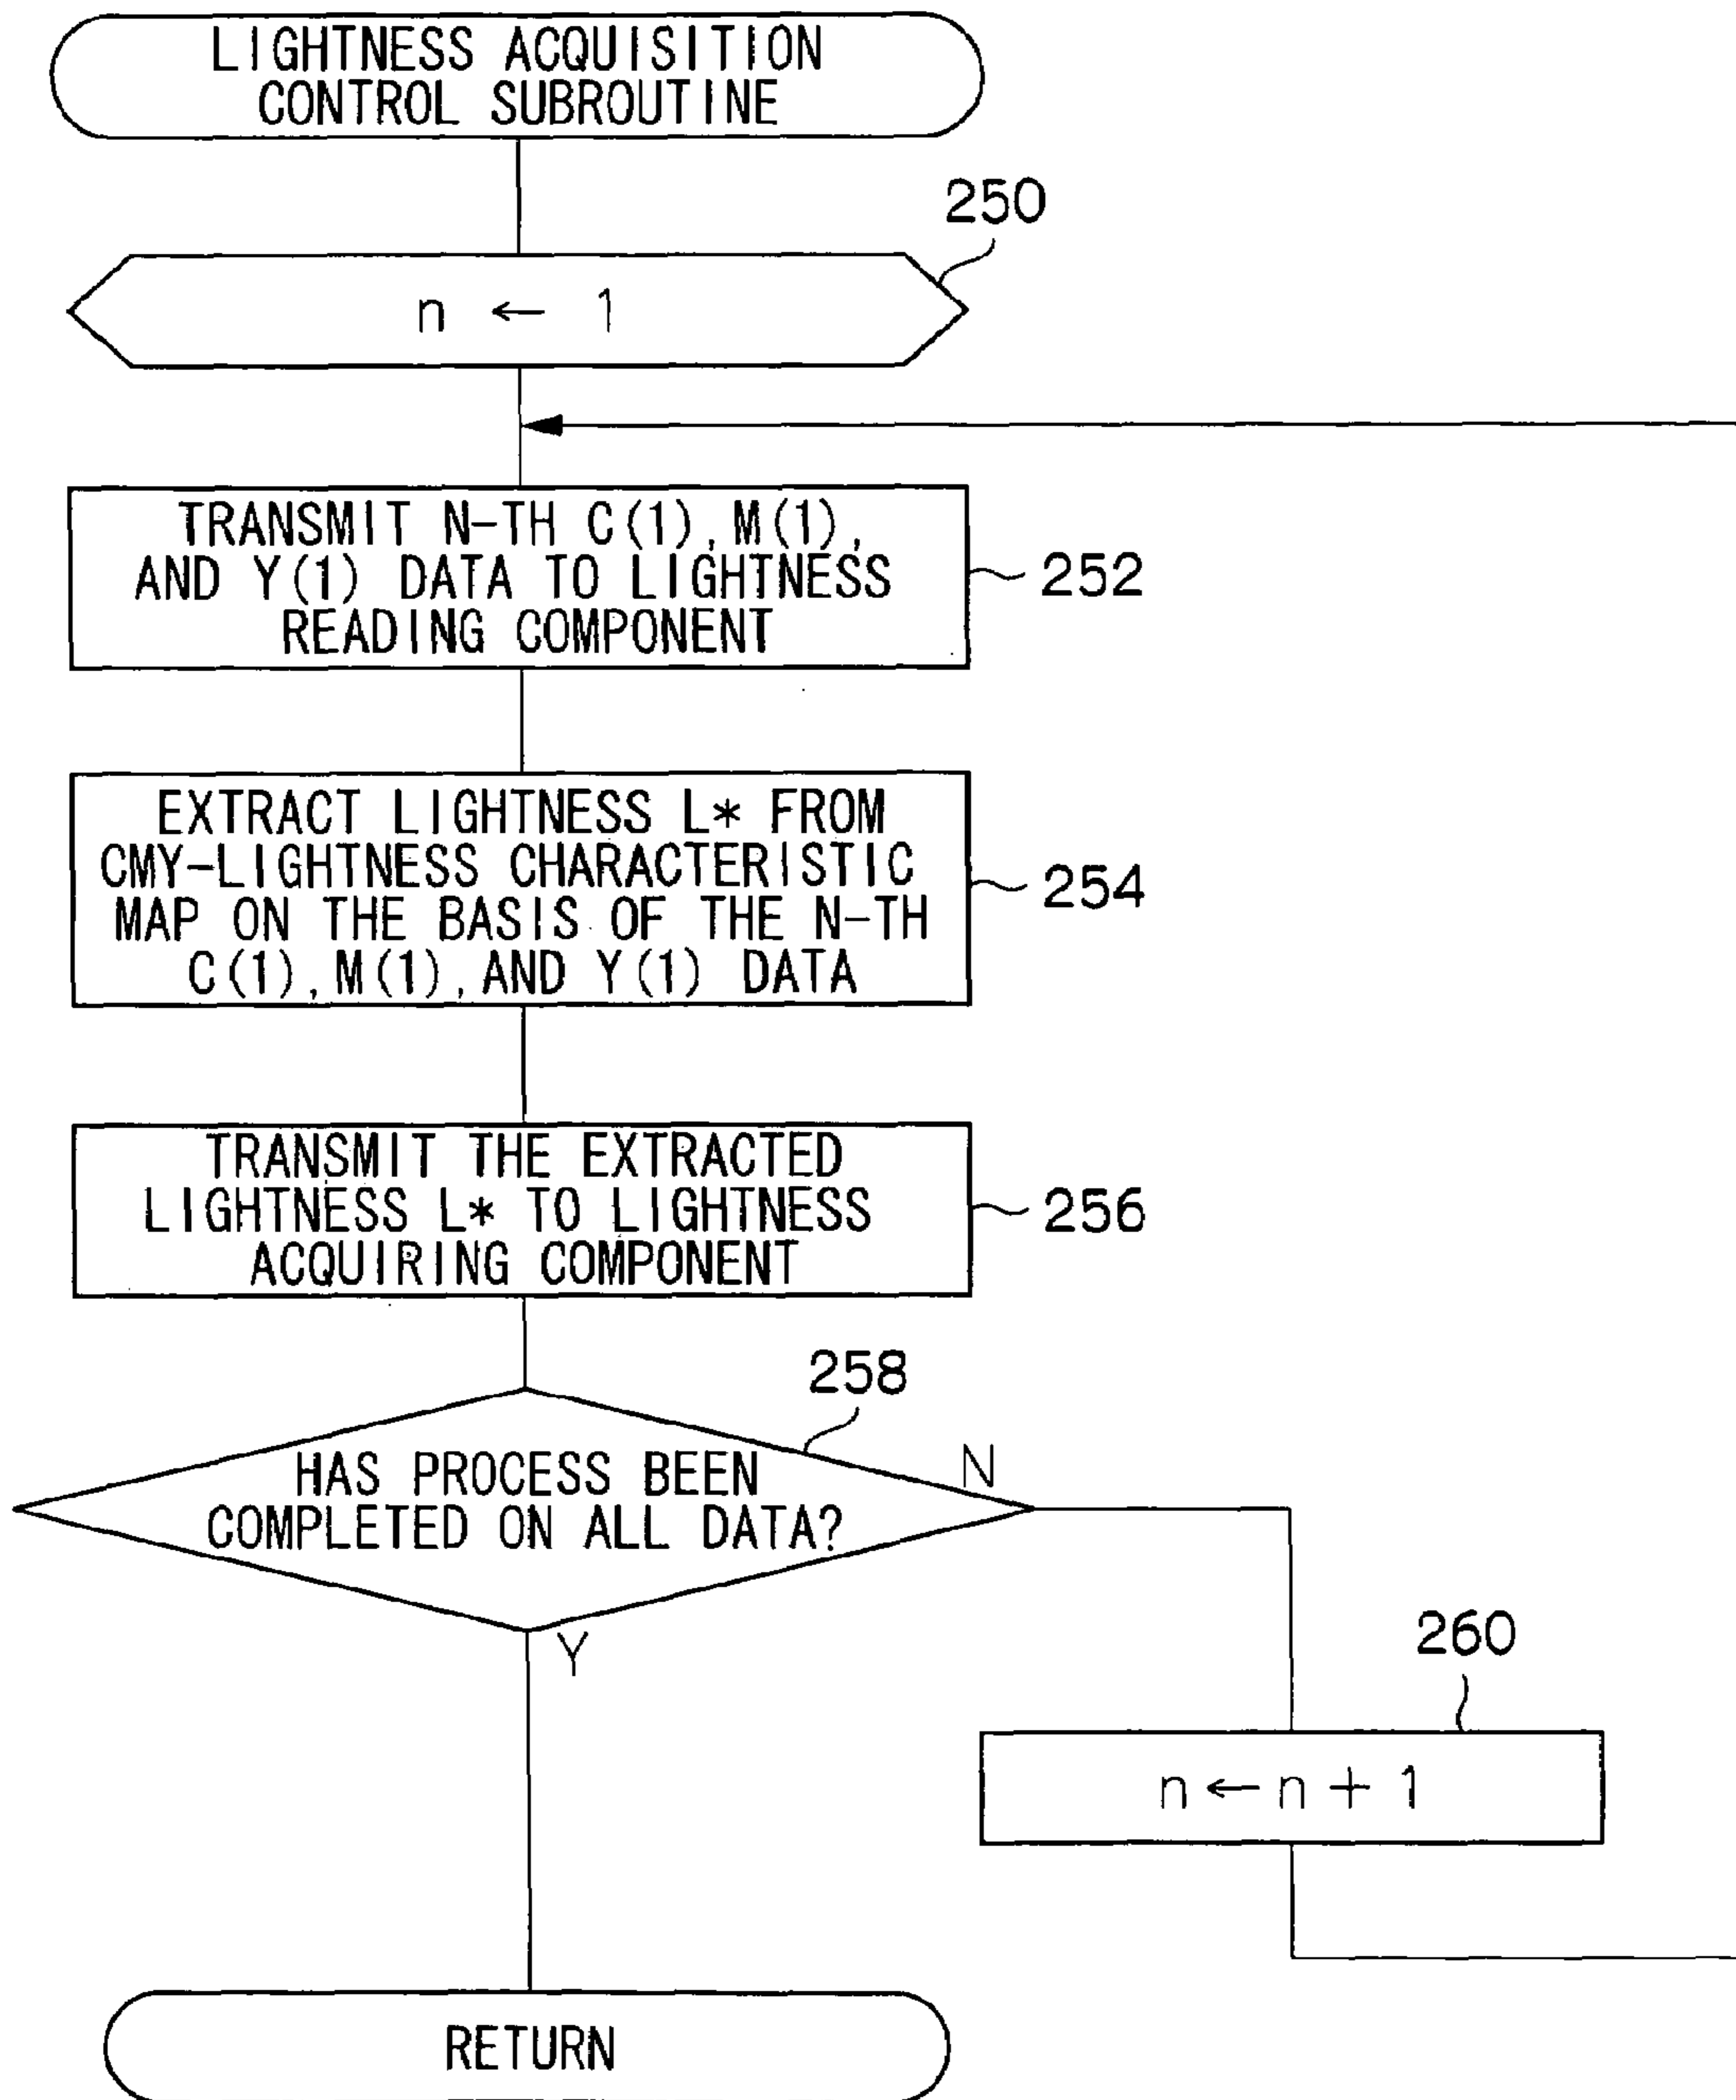 LIGHTNESS ACQUISITION
CONTROL SUBROUTINE
250
n ← 1
TRANSMIT N-TH C(1), M(1),
AND Y(1) DATA TO LIGHTNESS
READING COMPONENT
252
EXTRACT LIGHTNESS L* FROM
CMY-LIGHTNESS CHARACTERISTIC
MAP ON THE BASIS OF THE N-TH
C(1), M(1), AND Y(1) DATA
254
TRANSMIT THE EXTRACTED
LIGHTNESS L* TO LIGHTNESS
ACQUIRING COMPONENT
256
258
HAS PROCESS BEEN
COMPLETED ON ALL DATA?
N
Y
260
n ← n + 1
RETURN